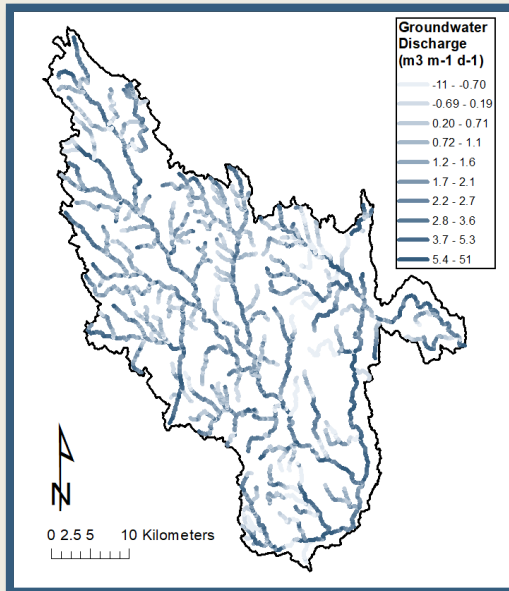 Groundwater
Discharge
(m3 m-1 d-1)
-11 - -0.70
-0.69 - 0.19
0.20 - 0.71
0.72 - 1.1
1.2 - 1.6
1.7 - 2.1
2.2 - 2.7
2.8 - 3.6
3.7 - 5.3
5.4 - 51
N
0 2.5 5 10 Kilometers